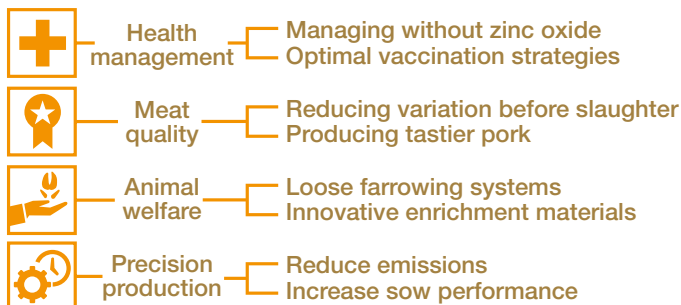 Health
management
Managing without zinc oxide
Optimal vaccination strategies
Meat
quality
Reducing variation before slaughter
Producing tastier pork
Animal
welfare
Loose farrowing systems
Innovative enrichment materials
Precision
production
Reduce emissions
Increase sow performance